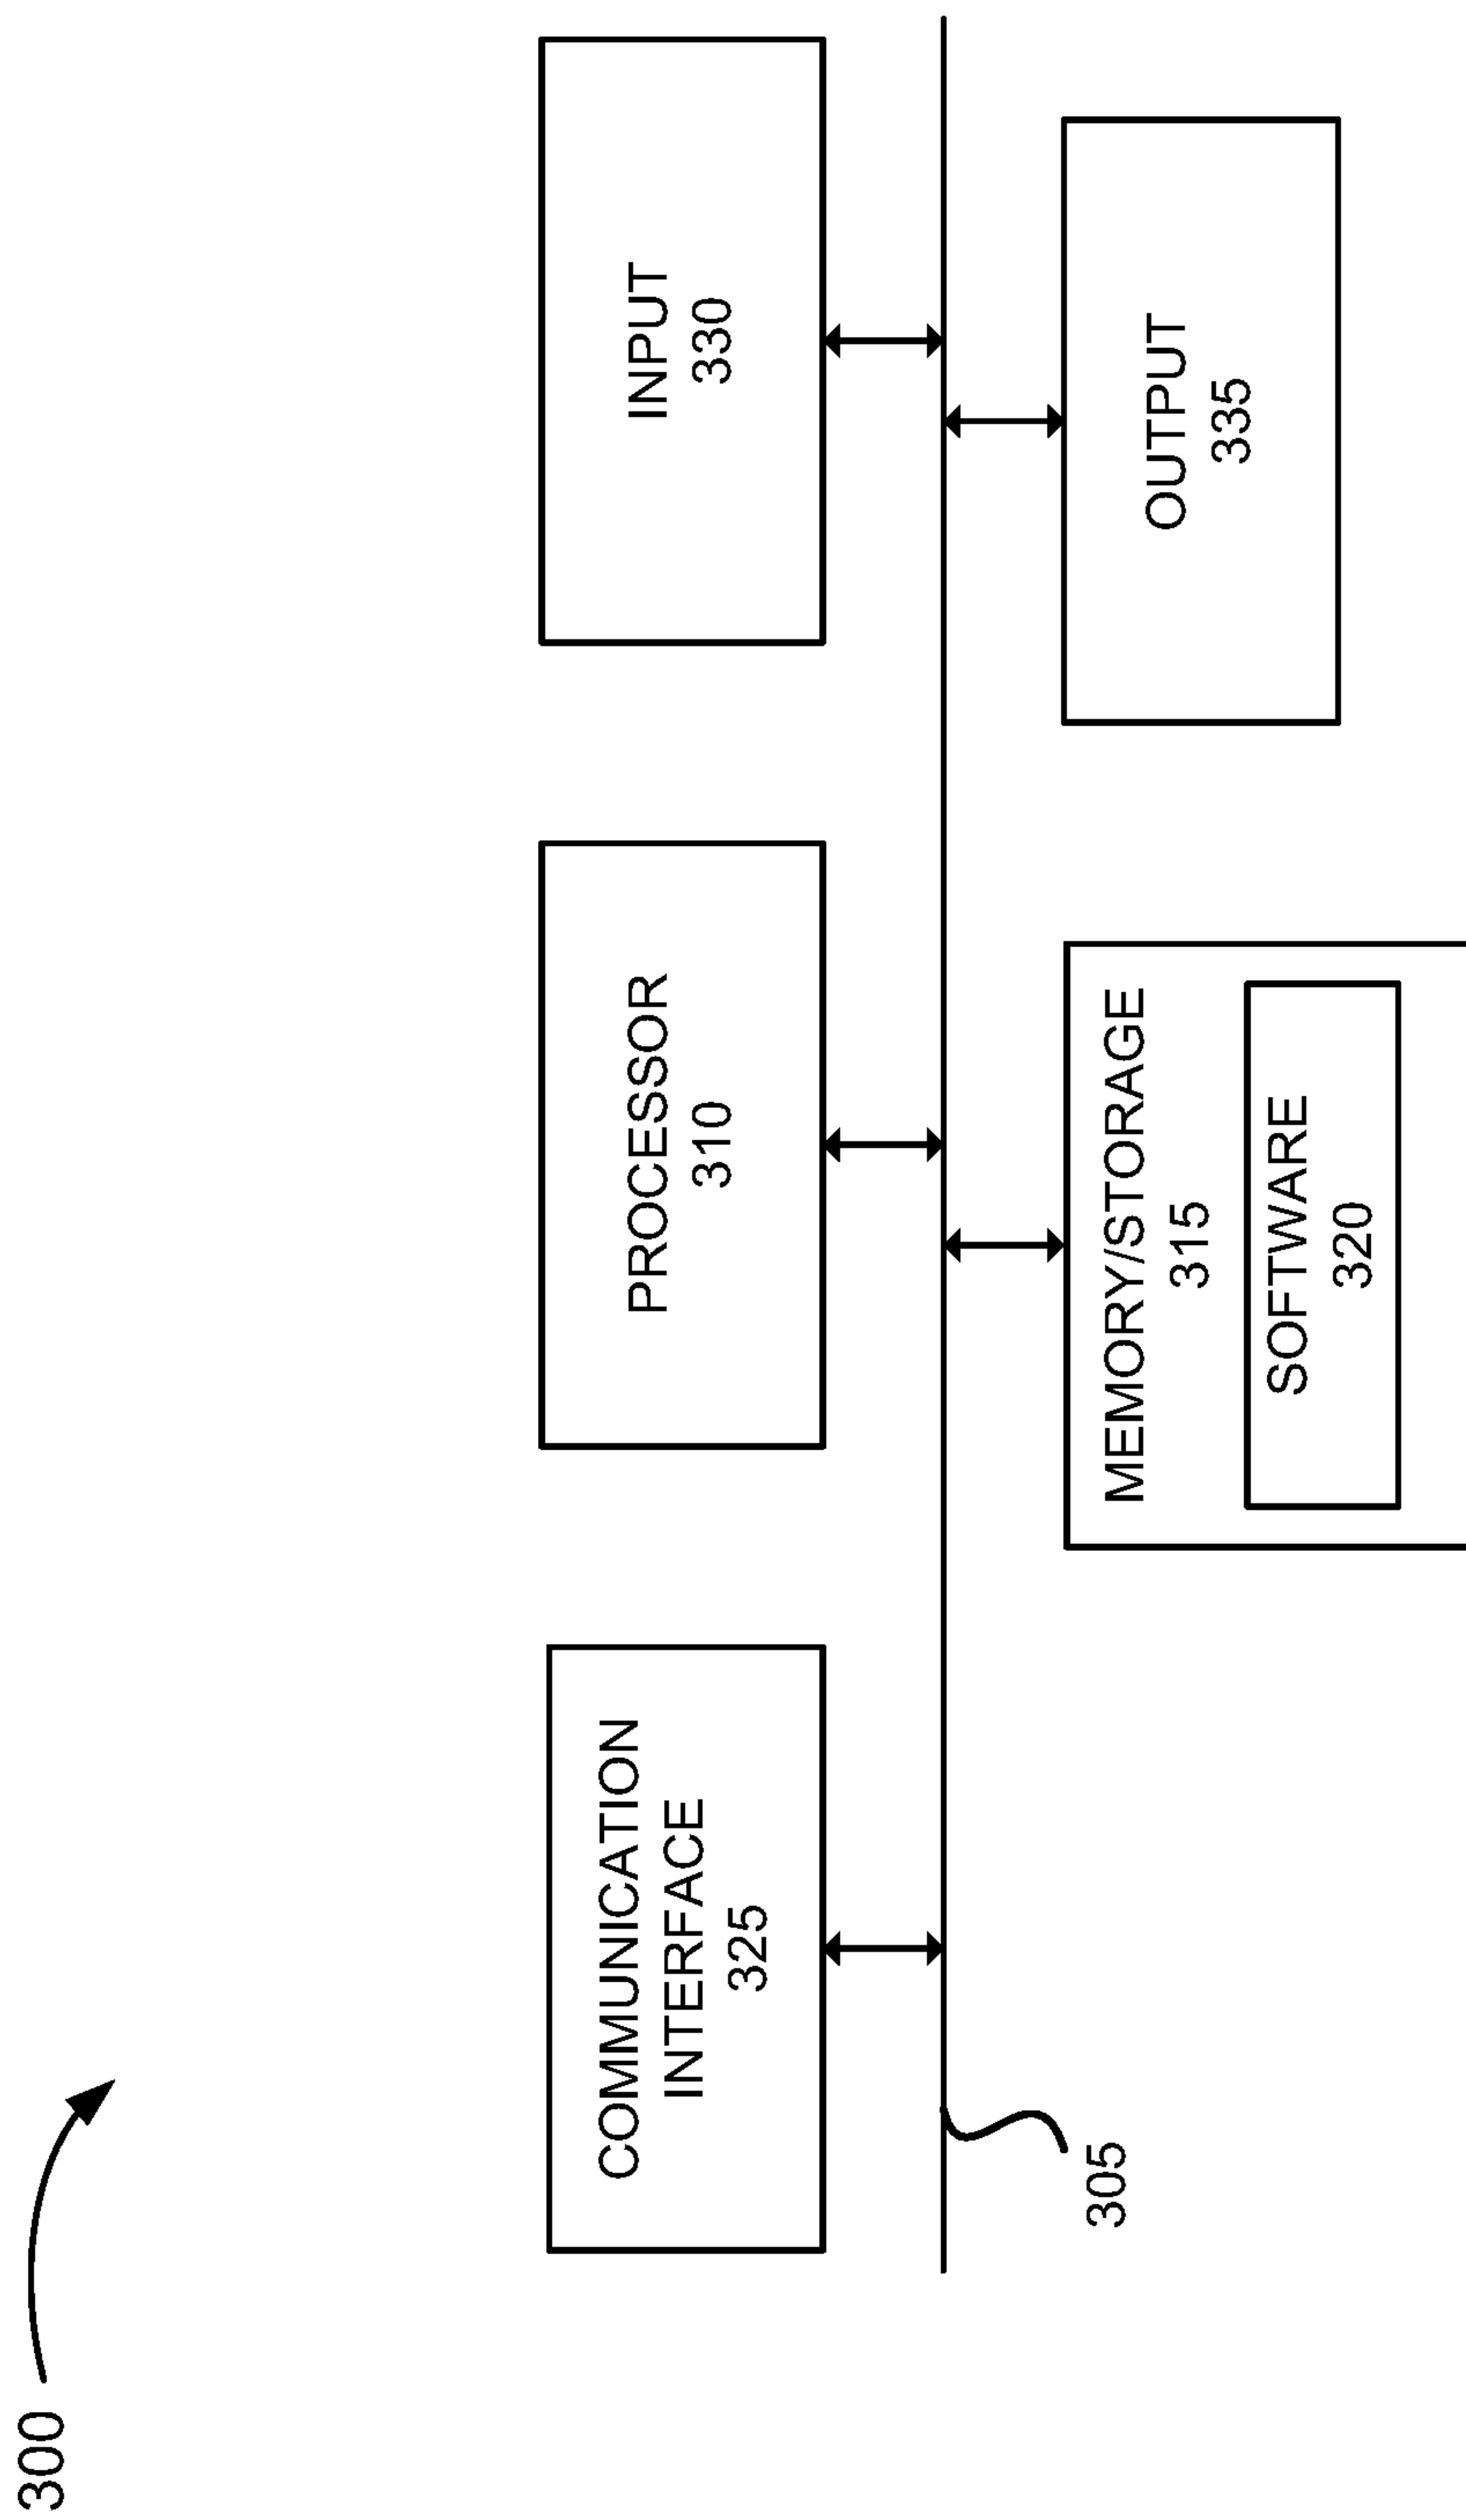 300
COMMUNICATION
INTERFACE
325
PROCESSOR
310
INPUT
330
305
MEMORY/STORAGE
315
SOFTWARE
320
OUTPUT
335